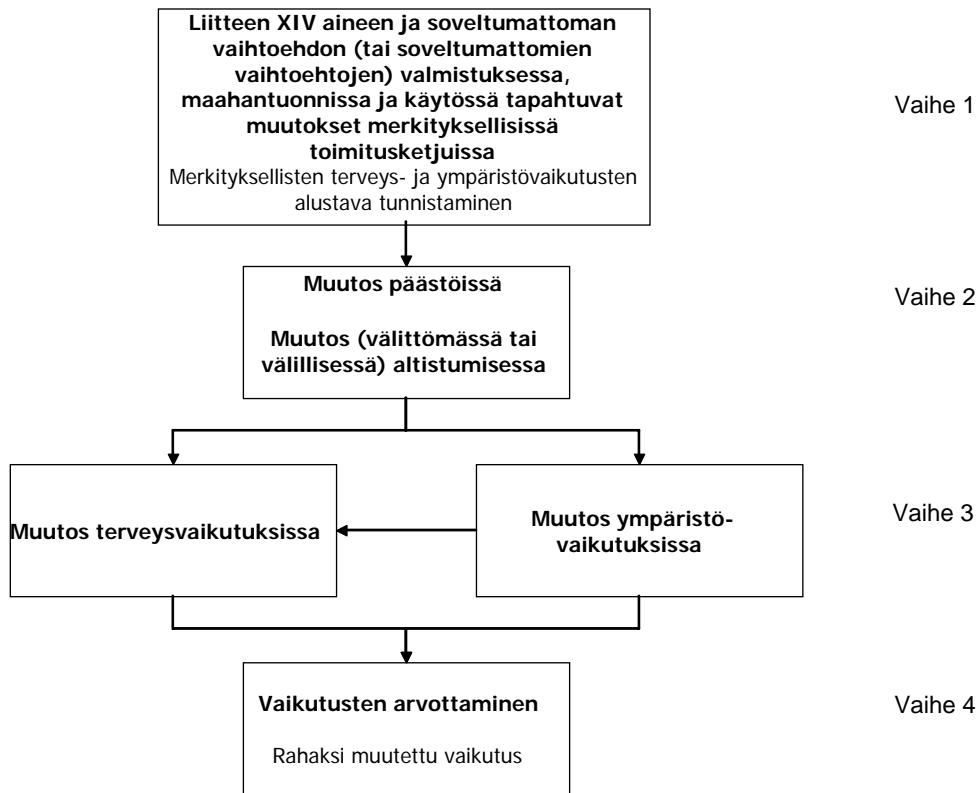 Liitteen XIV aineen ja soveltumattoman
vaihtoehdon (tai soveltumattomien
vaihtoehtojen) valmistuksessa,
maahantuonnissa ja käytössä tapahtuvat
muutokset merkityksellisissä
toimitusketjuissa
Merkityksellisten terveys- ja ympäristövaikutusten
alustava tunnistaminen
Vaihe 1
Muutos päästöissä
Muutos (välittömässä tai
välillisessä) altistumisessa
Vaihe 2
Muutos terveysvaikutuksissa
Muutos ympäristö-
vaikutuksissa
Vaihe 3
Vaikutusten arvottaminen
Rahaksi muutettu vaikutus
Vaihe 4